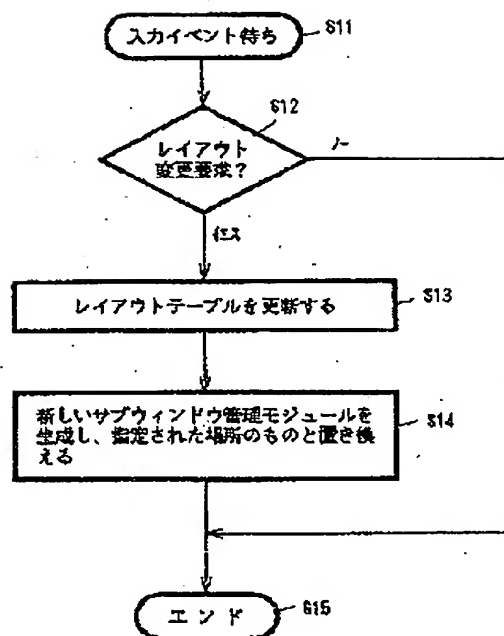 入力イベント待ち
S11
S12
レイアウト
変更要求？
ノー
イエス
レイアウトテーブルを更新する
S13
新しいサブウィンドウ管理モジュールを
生成し、指定された場所のものと置き換
える
S14
エンド
S15